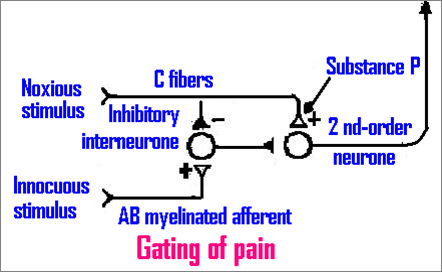 Substance P
C fibers
Noxious
stimulus
Inhibitory
interneurone
-
+
2 nd-order
neurone
+
Innocuous
stimulus
AB myelinated afferent
Gating of pain